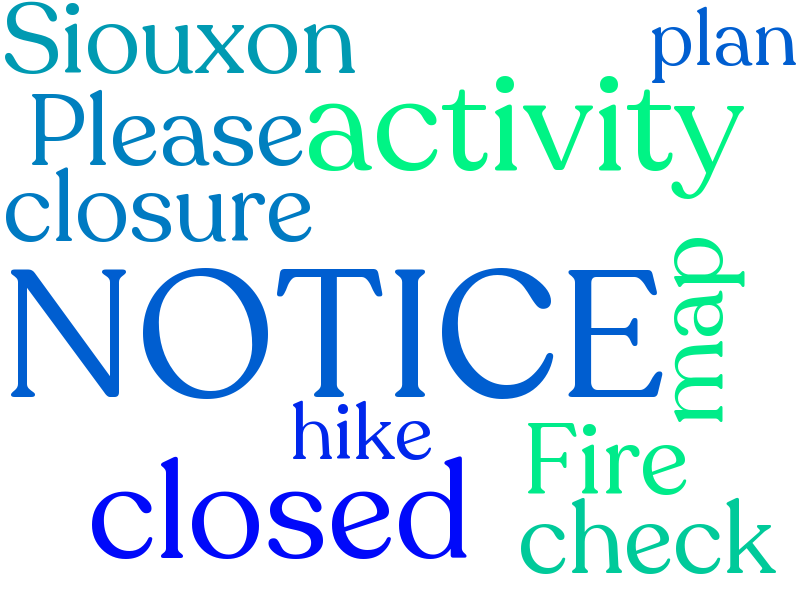 Siouxon
plan
Please
activity
closure
NOTICE
map
hike
Fire
closed
check